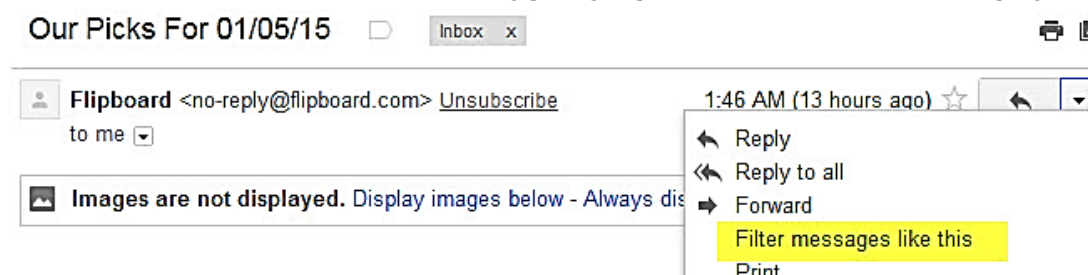 Our Picks For 01/05/15 Inbox x
Flipboard <no-reply@flipboard.com> Unsubscribe 1:46 AM (13 hours ago)
to me
Reply
Reply to all
Images are not displayed. Display images below - Always dis
Forward
Filter messages like this
Print